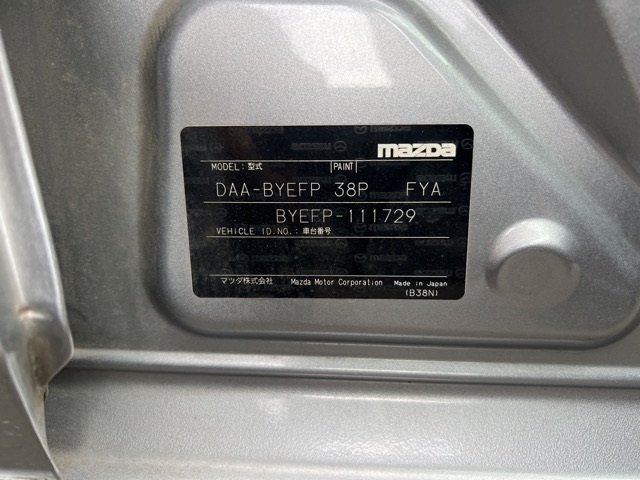 mazda
MODEL: 型式 PAINT
DAA-BYEFP 38P FYA
BYEFP-111729
VEHICLE ID.NO.: 車台番号
マツダ株式会社 Mazda Motor Corporation Made in Japan
(B38N)